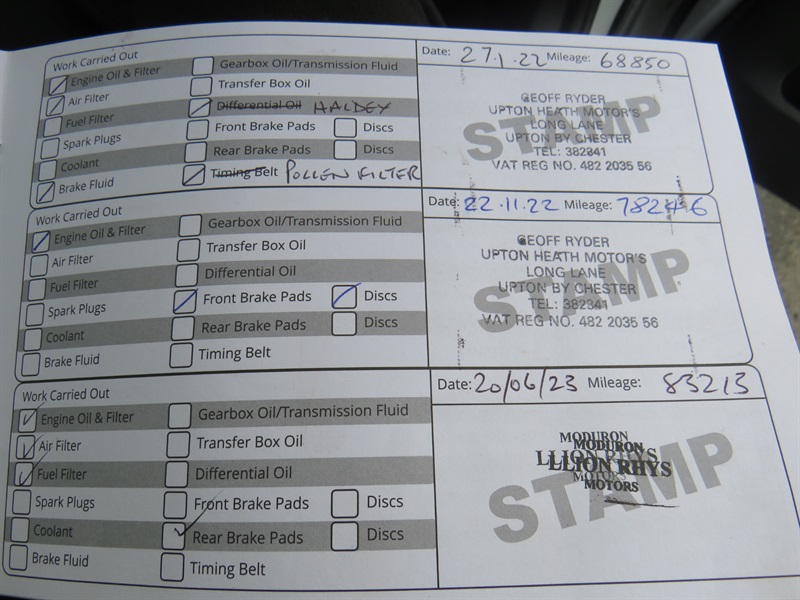 Work Carried Out
Engine Oil & Filter
Air Filter
Fuel Filter
Spark Plugs
Coolant
Brake Fluid
Gearbox Oil/Transmission Fluid
Transfer Box Oil
Differential Oil HALDEX
Front Brake Pads Discs
Rear Brake Pads Discs
Timing Belt POLLEN FILTER
Date: 27.1.22 Mileage: 68850
STAMP
GEOFF RYDER
UPTON HEATH MOTOR'S
LONG LANE
UPTON BY CHESTER
TEL: 382341
VAT REG NO. 482 2035 56
Work Carried Out
Engine Oil & Filter
Air Filter
Fuel Filter
Spark Plugs
Coolant
Brake Fluid
Gearbox Oil/Transmission Fluid
Transfer Box Oil
Differential Oil
Front Brake Pads Discs
Rear Brake Pads Discs
Timing Belt
Date: 22.11.22 Mileage: 78246
STAMP
GEOFF RYDER
UPTON HEATH MOTOR'S
LONG LANE
UPTON BY CHESTER
TEL: 382341
VAT REG NO. 482 2035 56
Work Carried Out
Engine Oil & Filter
Air Filter
Fuel Filter
Spark Plugs
Coolant
Brake Fluid
Gearbox Oil/Transmission Fluid
Transfer Box Oil
Differential Oil
Front Brake Pads Discs
Rear Brake Pads Discs
Timing Belt
Date: 20/06/23 Mileage: 83213
STAMP
MODURON
MODURON
LLION RHYS
LLION RHYS
MOTORS
MOTORS